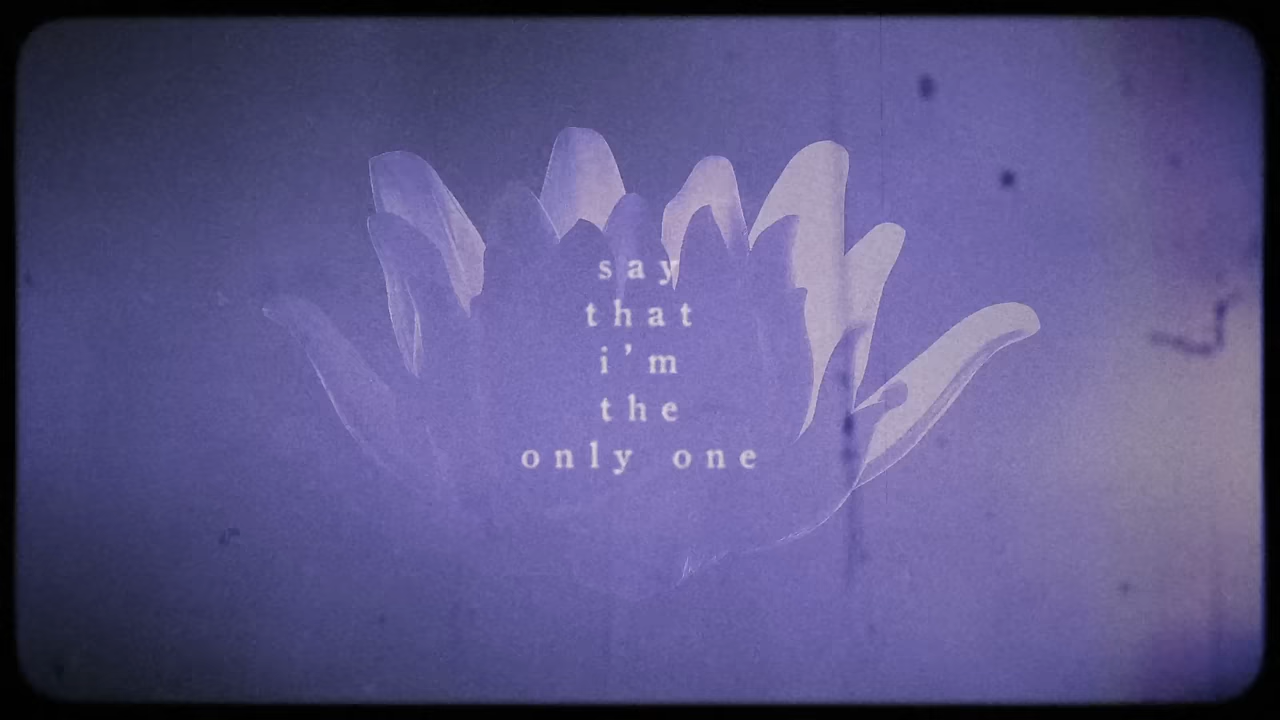 say
that
i’m
the
only one